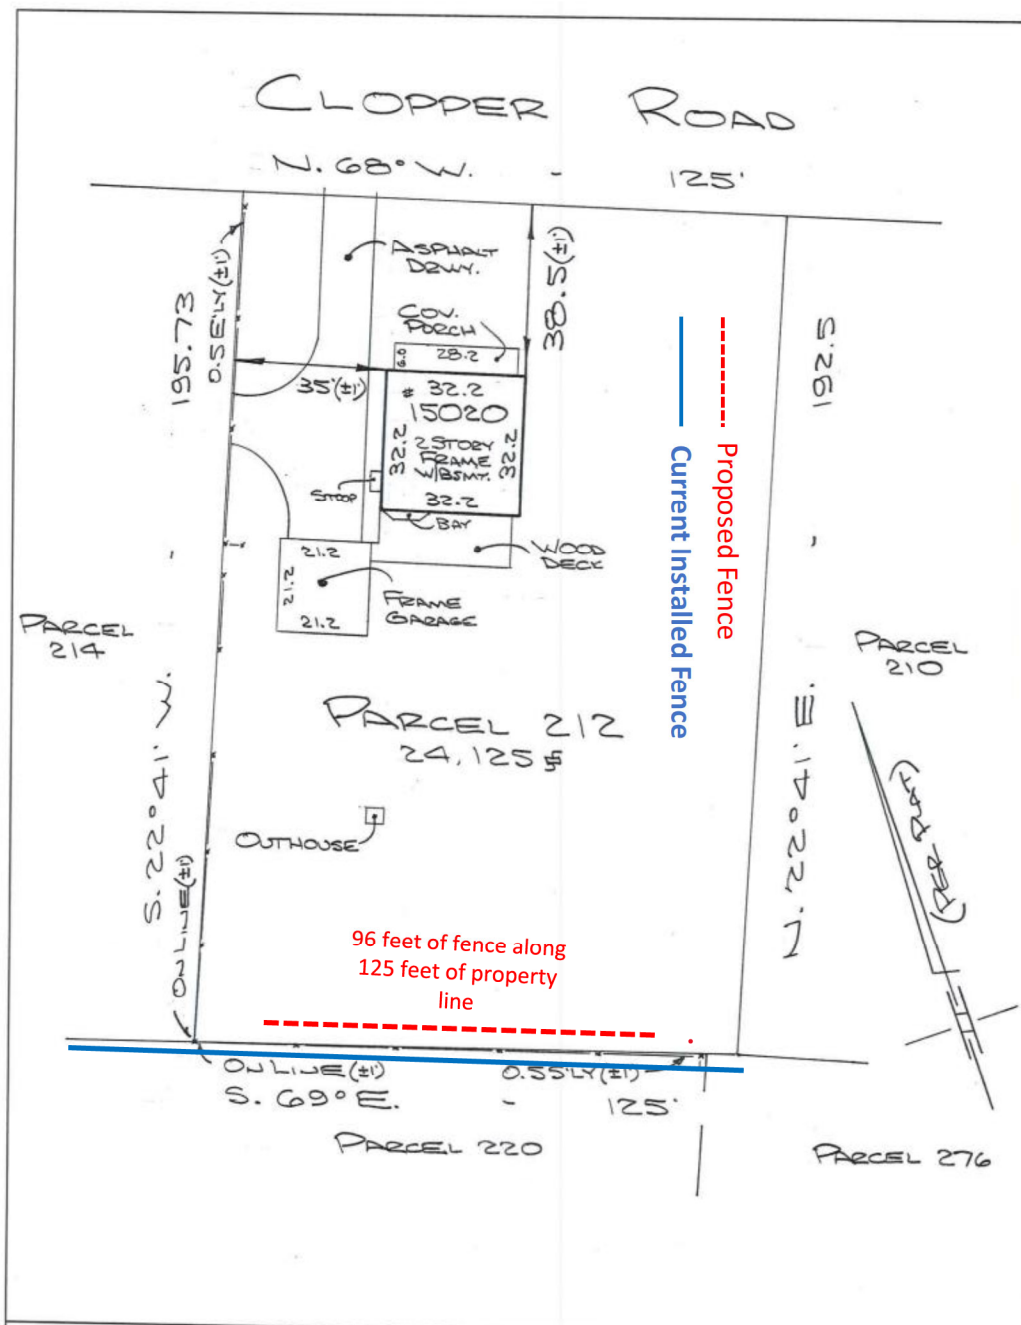 CLOPPER ROAD
N. 68° W. - 125'
ASPHALT
DRWY.
COV.
PORCH
38.5(±1')
0.5 E'LY(±1')
195.73
192.5
6.0
28.2
35'(±1')
# 32.2
15020
2 STORY
FRAME
W/BSMT.
32.2
32.2
32.2
STOOP
BAY
WOOD
DECK
21.2
21.2
21.2
FRAME
GARAGE
Proposed Fence
Current Installed Fence
PARCEL
214
PARCEL
210
PARCEL 212
24,125
S. 22° 41' W.
N. 22° 41' E.
OUTHOUSE
(PER PLAT)
ON LINE(±1')
96 feet of fence along
125 feet of property
line
ON LINE(±1')
0.5 S'LY(±1')
S. 69° E. - 125'
PARCEL 220
PARCEL 276